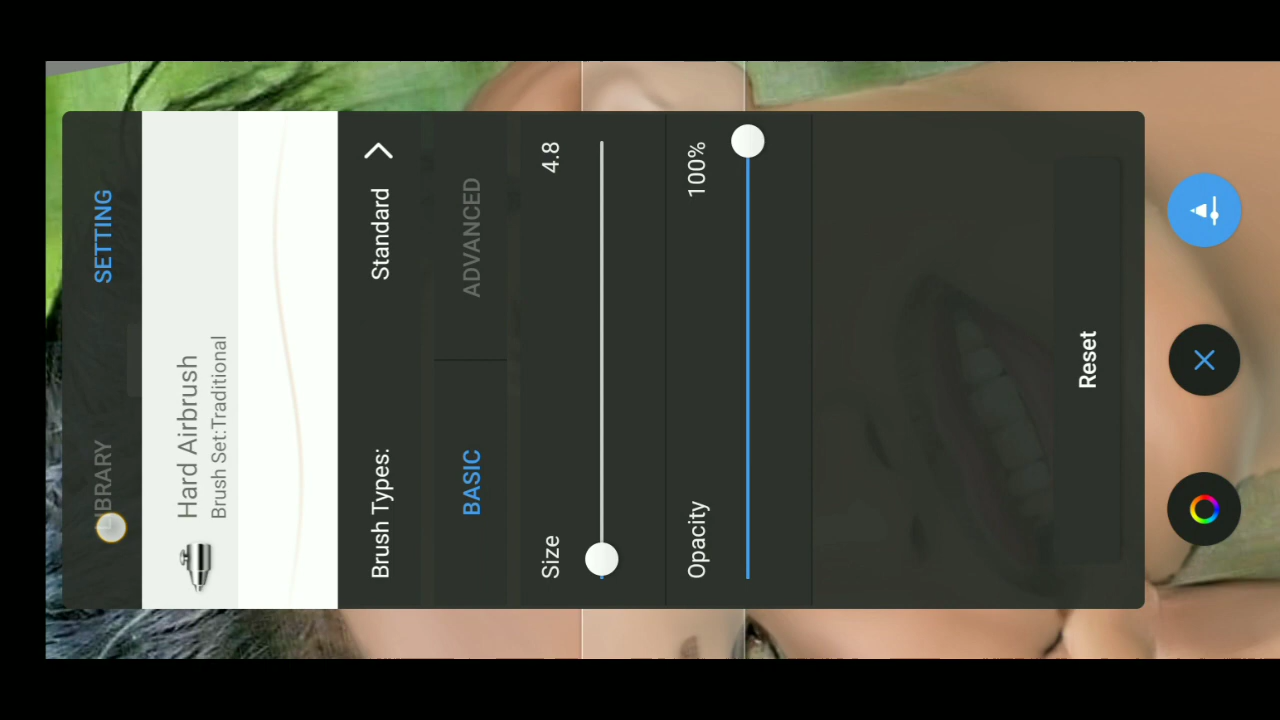 LIBRARY
SETTING
Hard Airbrush
Brush Set:Traditional
Brush Types:
Standard
BASIC
ADVANCED
Size
4.8
Opacity
100%
Reset